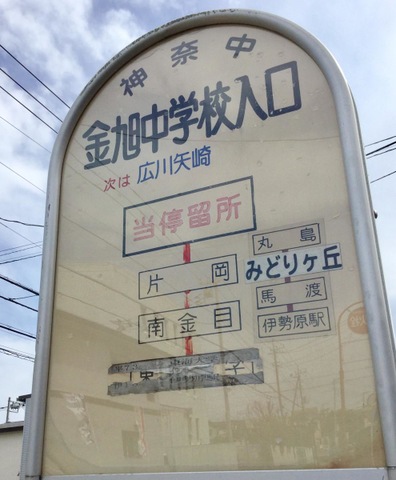 神奈中
金旭中学校入口
次は 広川矢崎
当停留所
片岡
南金目
丸島
みどりヶ丘
馬渡
伊勢原駅